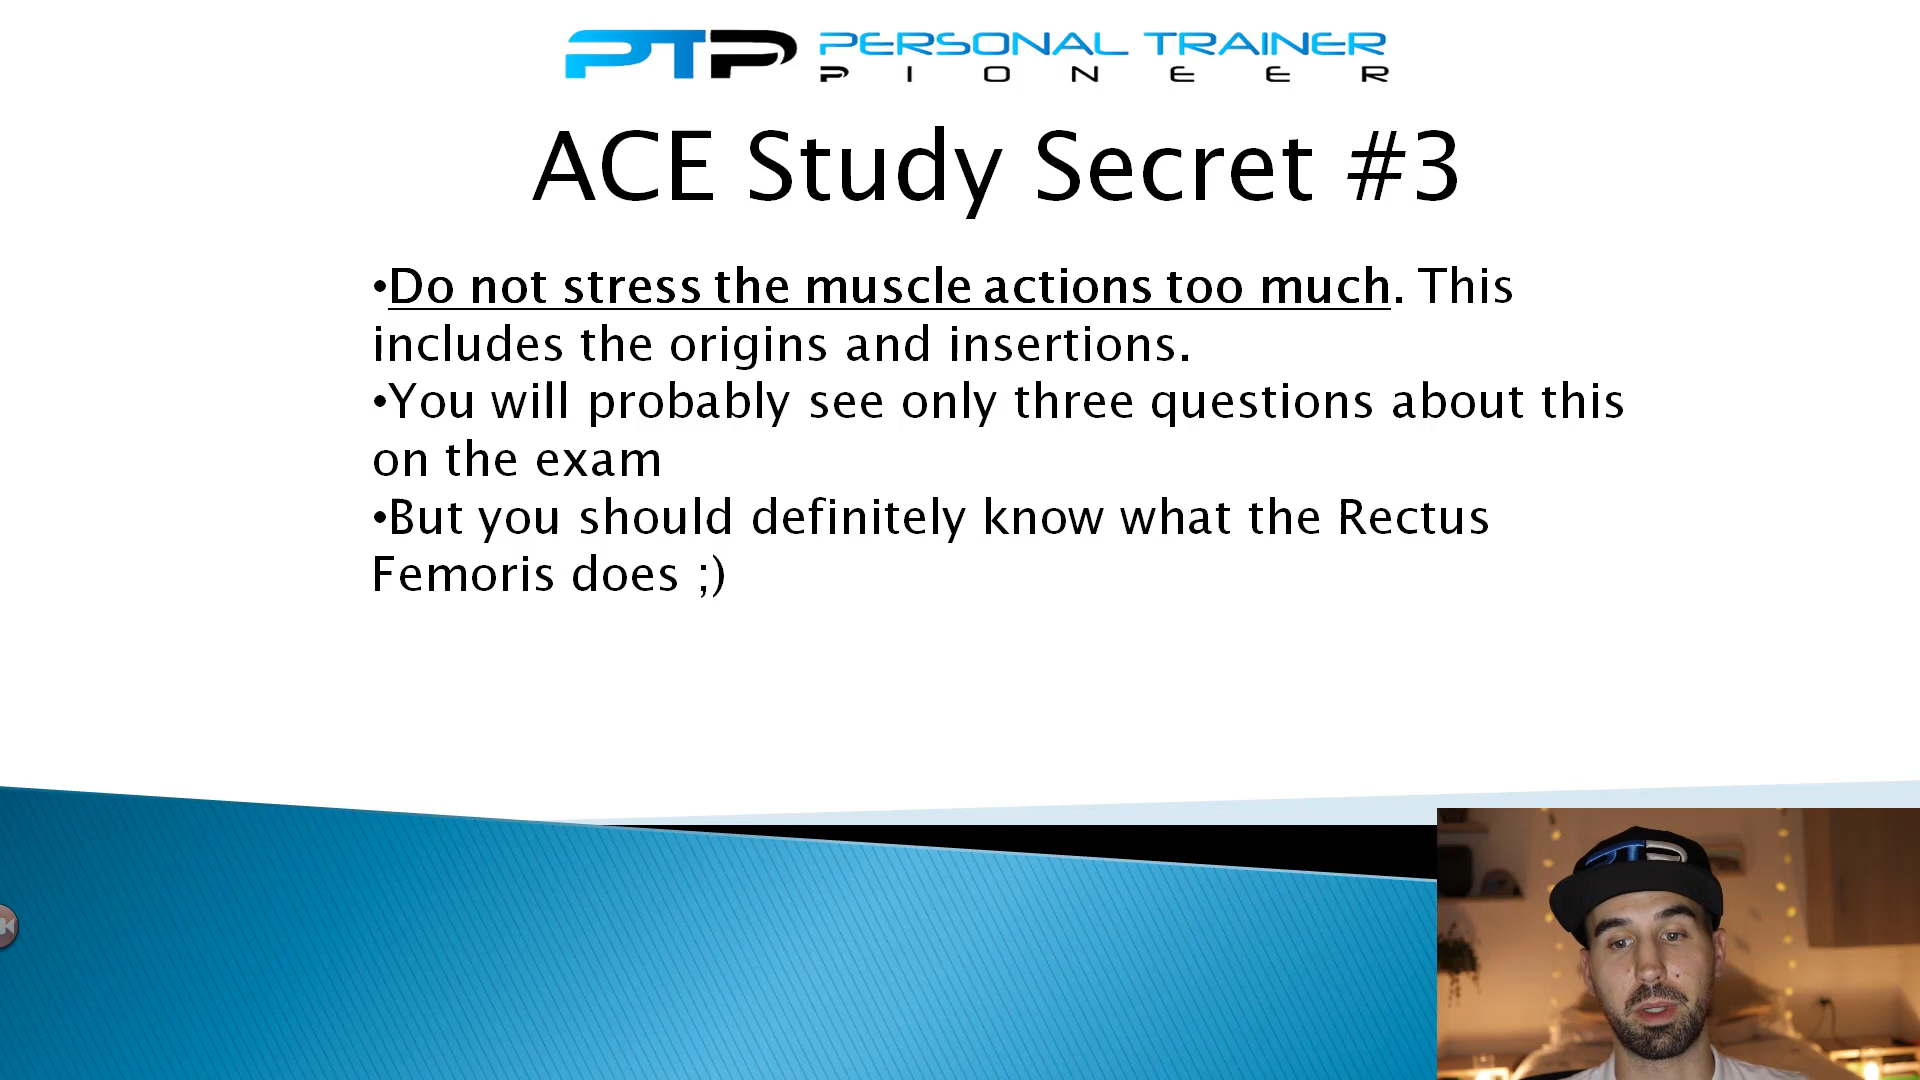 PTP PERSONAL TRAINER
PIONEER
ACE Study Secret #3
•Do not stress the muscle actions too much. This
includes the origins and insertions.
•You will probably see only three questions about this
on the exam
•But you should definitely know what the Rectus
Femoris does ;)
PTP